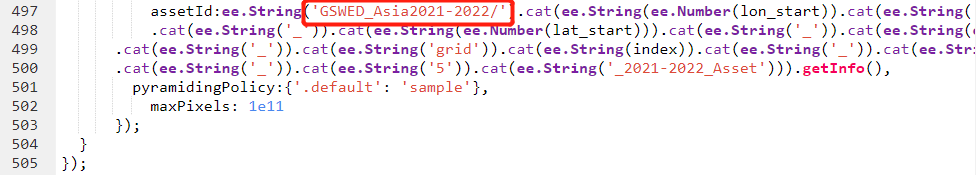 497 assetId:ee.String('GSWED_Asia2021-2022/').cat(ee.String(ee.Number(lon_start)).cat(ee.String(
498 .cat(ee.String('_')).cat(ee.String(ee.Number(lat_start))).cat(ee.String('_')).cat(e
499 .cat(ee.String('_')).cat(ee.String('grid')).cat(ee.String(index)).cat(ee.String('_')).cat(ee.Str
500 .cat(ee.String('_')).cat(ee.String('5')).cat(ee.String('_2021-2022_Asset'))).getInfo(),
501 pyramidingPolicy:{'.default': 'sample'},
502 maxPixels: 1e11
503 });
504 }
505 });